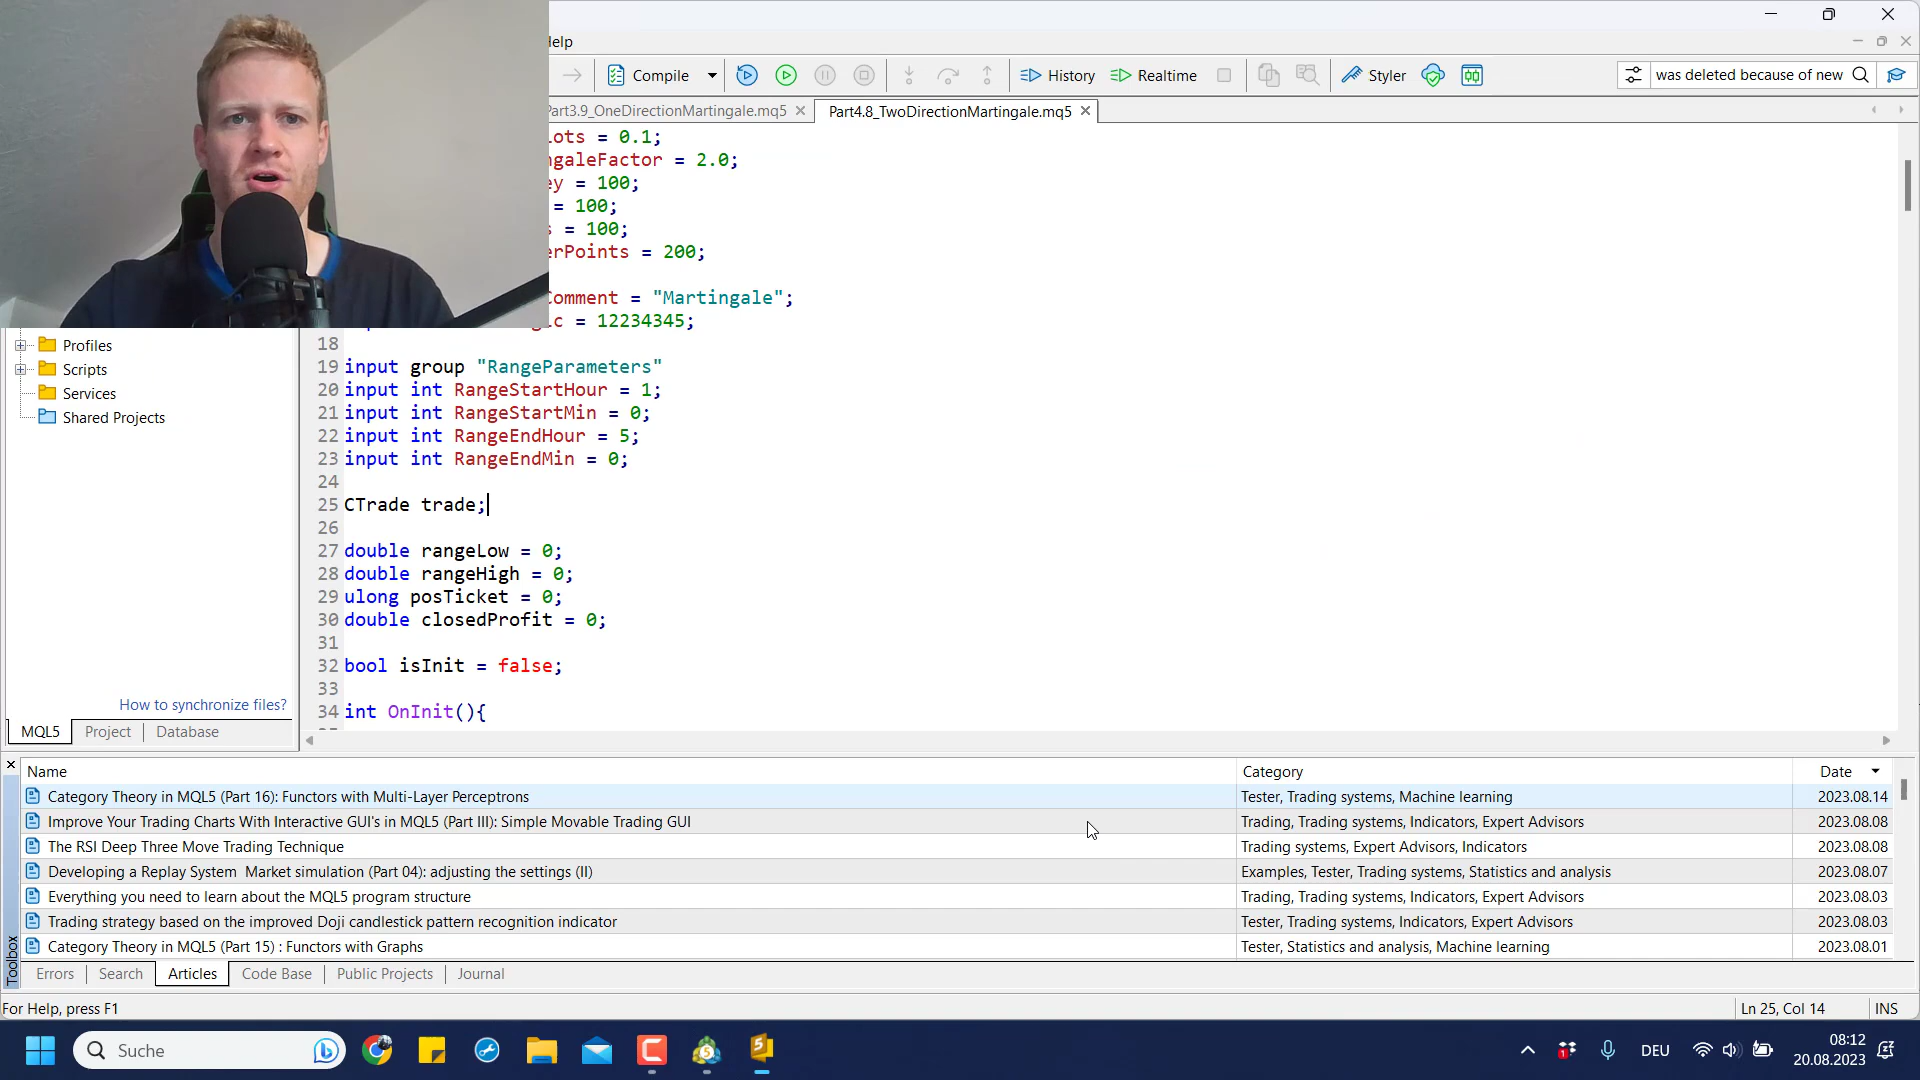 Help
Compile
History
Realtime
Styler
was deleted because of new
Part3.9_OneDirectionMartingale.mq5
Part4.8_TwoDirectionMartingale.mq5
Lots = 0.1;
ngaleFactor = 2.0;
ey = 100;
= 100;
s = 100;
erPoints = 200;
Comment = "Martingale";
= 12234345;
18
19 input group "RangeParameters"
20 input int RangeStartHour = 1;
21 input int RangeStartMin = 0;
22 input int RangeEndHour = 5;
23 input int RangeEndMin = 0;
24
25 CTrade trade;
26
27 double rangeLow = 0;
28 double rangeHigh = 0;
29 ulong posTicket = 0;
30 double closedProfit = 0;
31
32 bool isInit = false;
33
34 int OnInit(){
Profiles
Scripts
Services
Shared Projects
How to synchronize files?
MQL5 Project Database
Name Category Date
Category Theory in MQL5 (Part 16): Functors with Multi-Layer Perceptrons Tester, Trading systems, Machine learning 2023.08.14
Improve Your Trading Charts With Interactive GUI's in MQL5 (Part III): Simple Movable Trading GUI Trading, Trading systems, Indicators, Expert Advisors 2023.08.08
The RSI Deep Three Move Trading Technique Trading systems, Expert Advisors, Indicators 2023.08.08
Developing a Replay System Market simulation (Part 04): adjusting the settings (II) Examples, Tester, Trading systems, Statistics and analysis 2023.08.07
Everything you need to learn about the MQL5 program structure Trading, Trading systems, Indicators, Expert Advisors 2023.08.03
Trading strategy based on the improved Doji candlestick pattern recognition indicator Tester, Trading systems, Indicators, Expert Advisors 2023.08.03
Category Theory in MQL5 (Part 15) : Functors with Graphs Tester, Statistics and analysis, Machine learning 2023.08.01
Toolbox
Errors Search Articles Code Base Public Projects Journal
For Help, press F1
Ln 25, Col 14
INS
Suche
DEU
08:12
20.08.2023